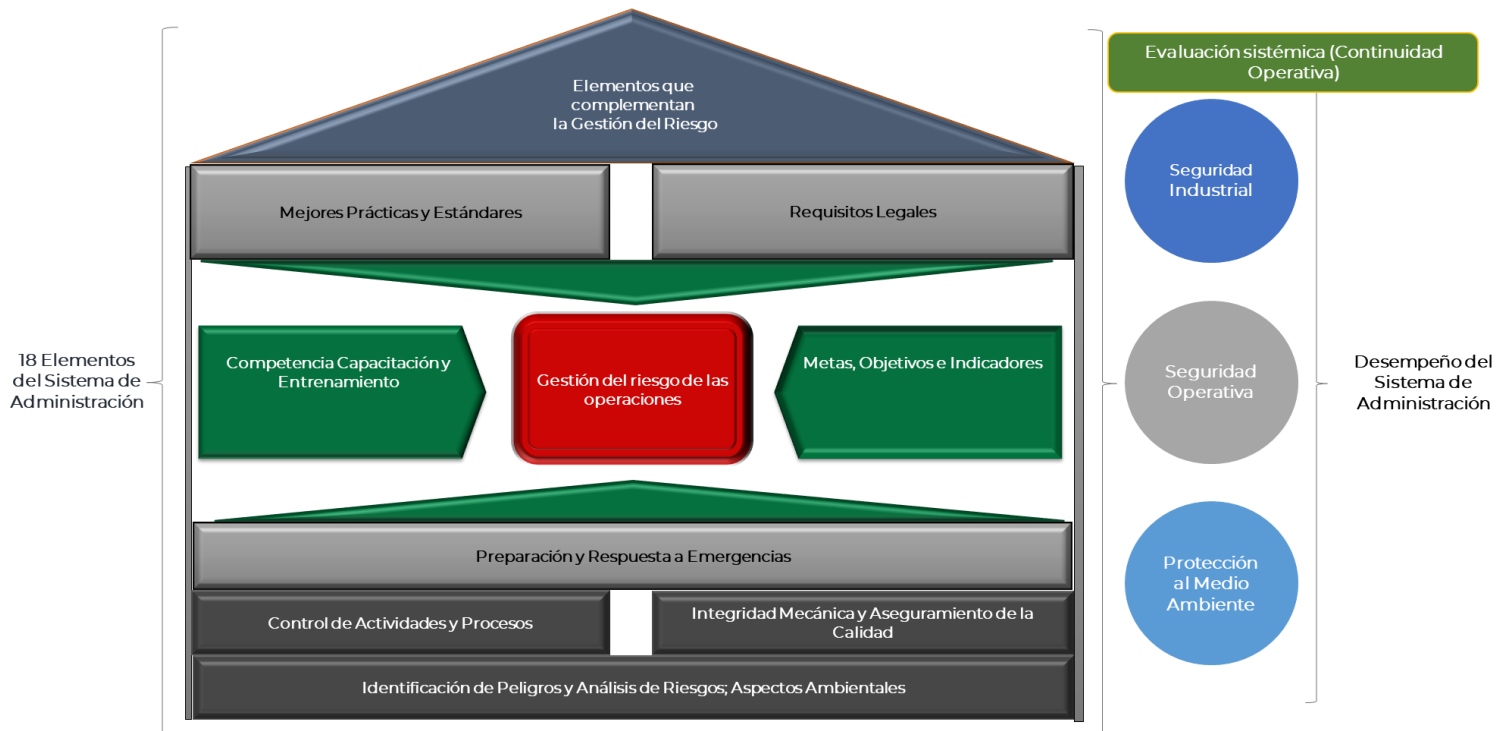 Evaluación sistémica (Continuidad
Operativa)
Elementos que
complementan
la Gestión del Riesgo
Seguridad
Industrial
Mejores Prácticas y Estándares
Requisitos Legales
18 Elementos
del Sistema de
Administración
Competencia Capacitación y
Entrenamiento
Gestión del riesgo de las
operaciones
Metas, Objetivos e Indicadores
Seguridad
Operativa
Desempeño del
Sistema de
Administración
Preparación y Respuesta a Emergencias
Protección
al Medio
Ambiente
Control de Actividades y Procesos
Integridad Mecánica y Aseguramiento de la
Calidad
Identificación de Peligros y Análisis de Riesgos; Aspectos Ambientales